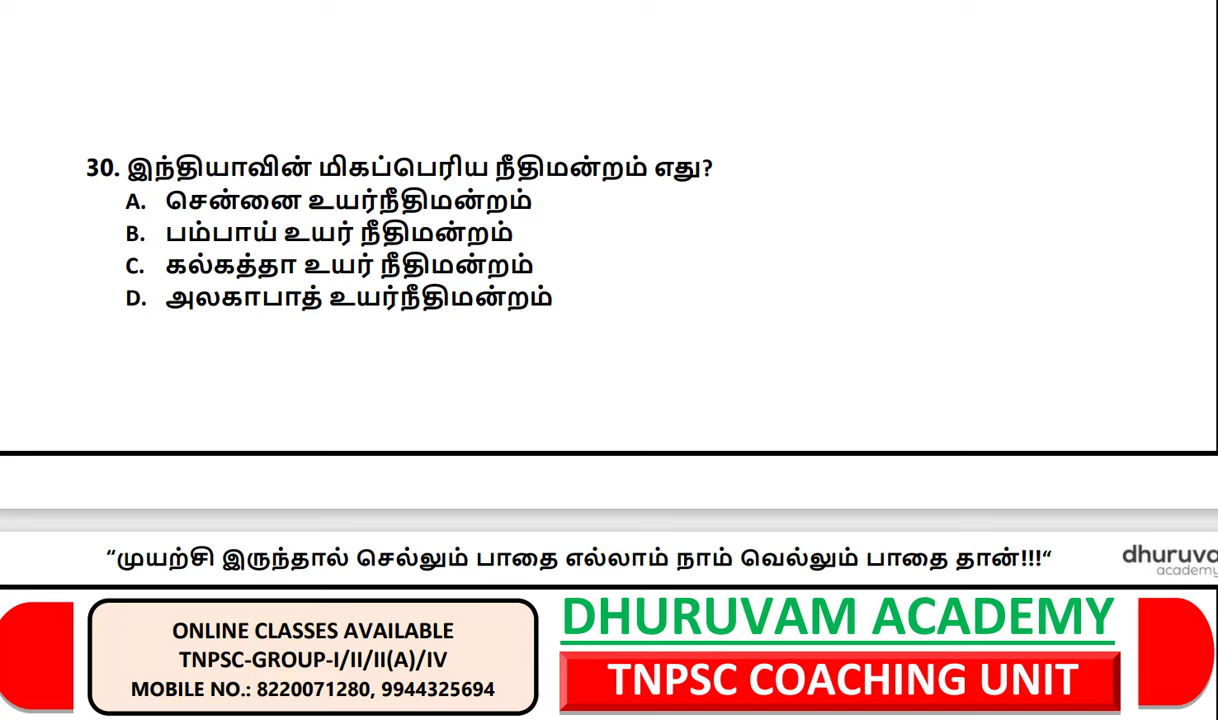 30. இந்தியாவின் மிகப்பெரிய நீதிமன்றம் எது?
A. சென்னை உயர்நீதிமன்றம்
B. பம்பாய் உயர் நீதிமன்றம்
C. கல்கத்தா உயர் நீதிமன்றம்
D. அலகாபாத் உயர்நீதிமன்றம்
“முயற்சி இருந்தால் செல்லும் பாதை எல்லாம் நாம் வெல்லும் பாதை தான்!!!“
dhuruva
academy
ONLINE CLASSES AVAILABLE
TNPSC-GROUP-I/II/II(A)/IV
MOBILE NO.: 8220071280, 9944325694
DHURUVAM ACADEMY
TNPSC COACHING UNIT